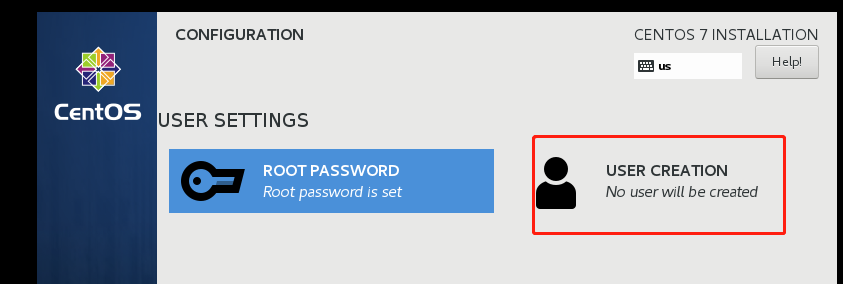 CONFIGURATION
CENTOS 7 INSTALLATION
us
Help!
CentOS
USER SETTINGS
ROOT PASSWORD
Root password is set
USER CREATION
No user will be created